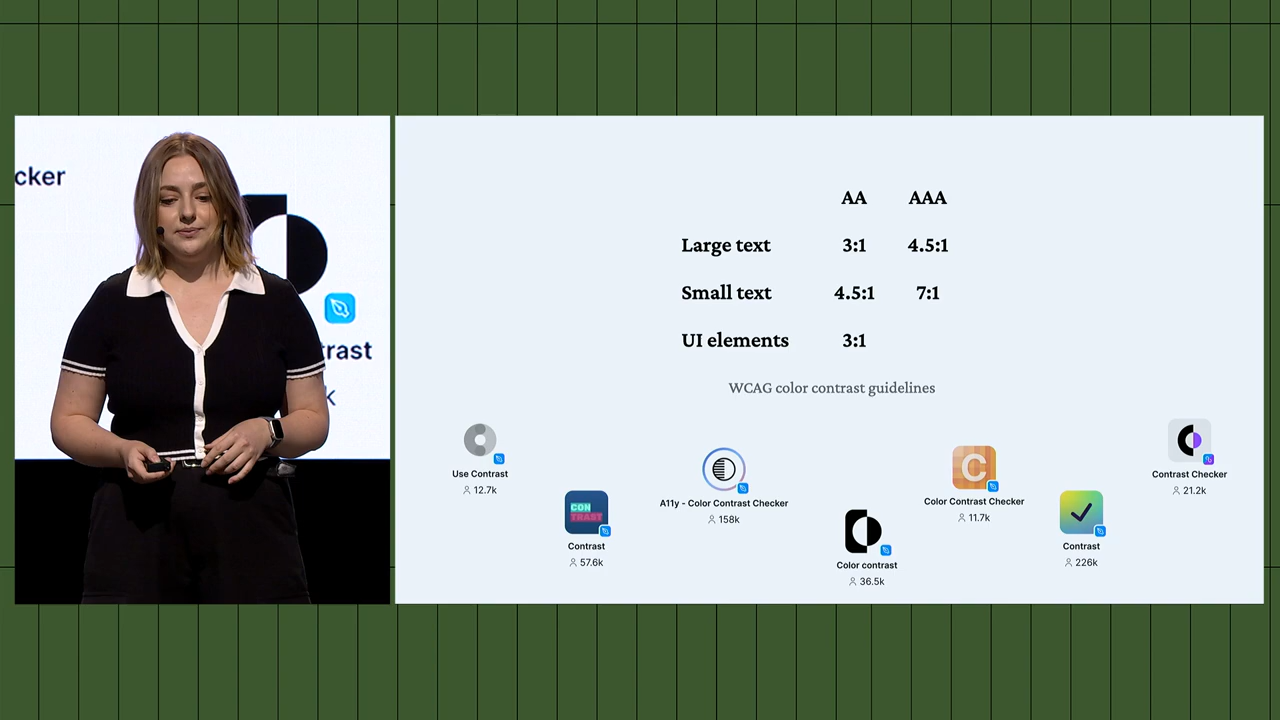 cker
trast
k
AA AAA
Large text 3:1 4.5:1
Small text 4.5:1 7:1
UI elements 3:1
WCAG color contrast guidelines
Use Contrast
12.7k
CON
TRAST
Contrast
57.6k
A11y - Color Contrast Checker
158k
Color contrast
36.5k
C
Color Contrast Checker
11.7k
Contrast
226k
Contrast Checker
21.2k